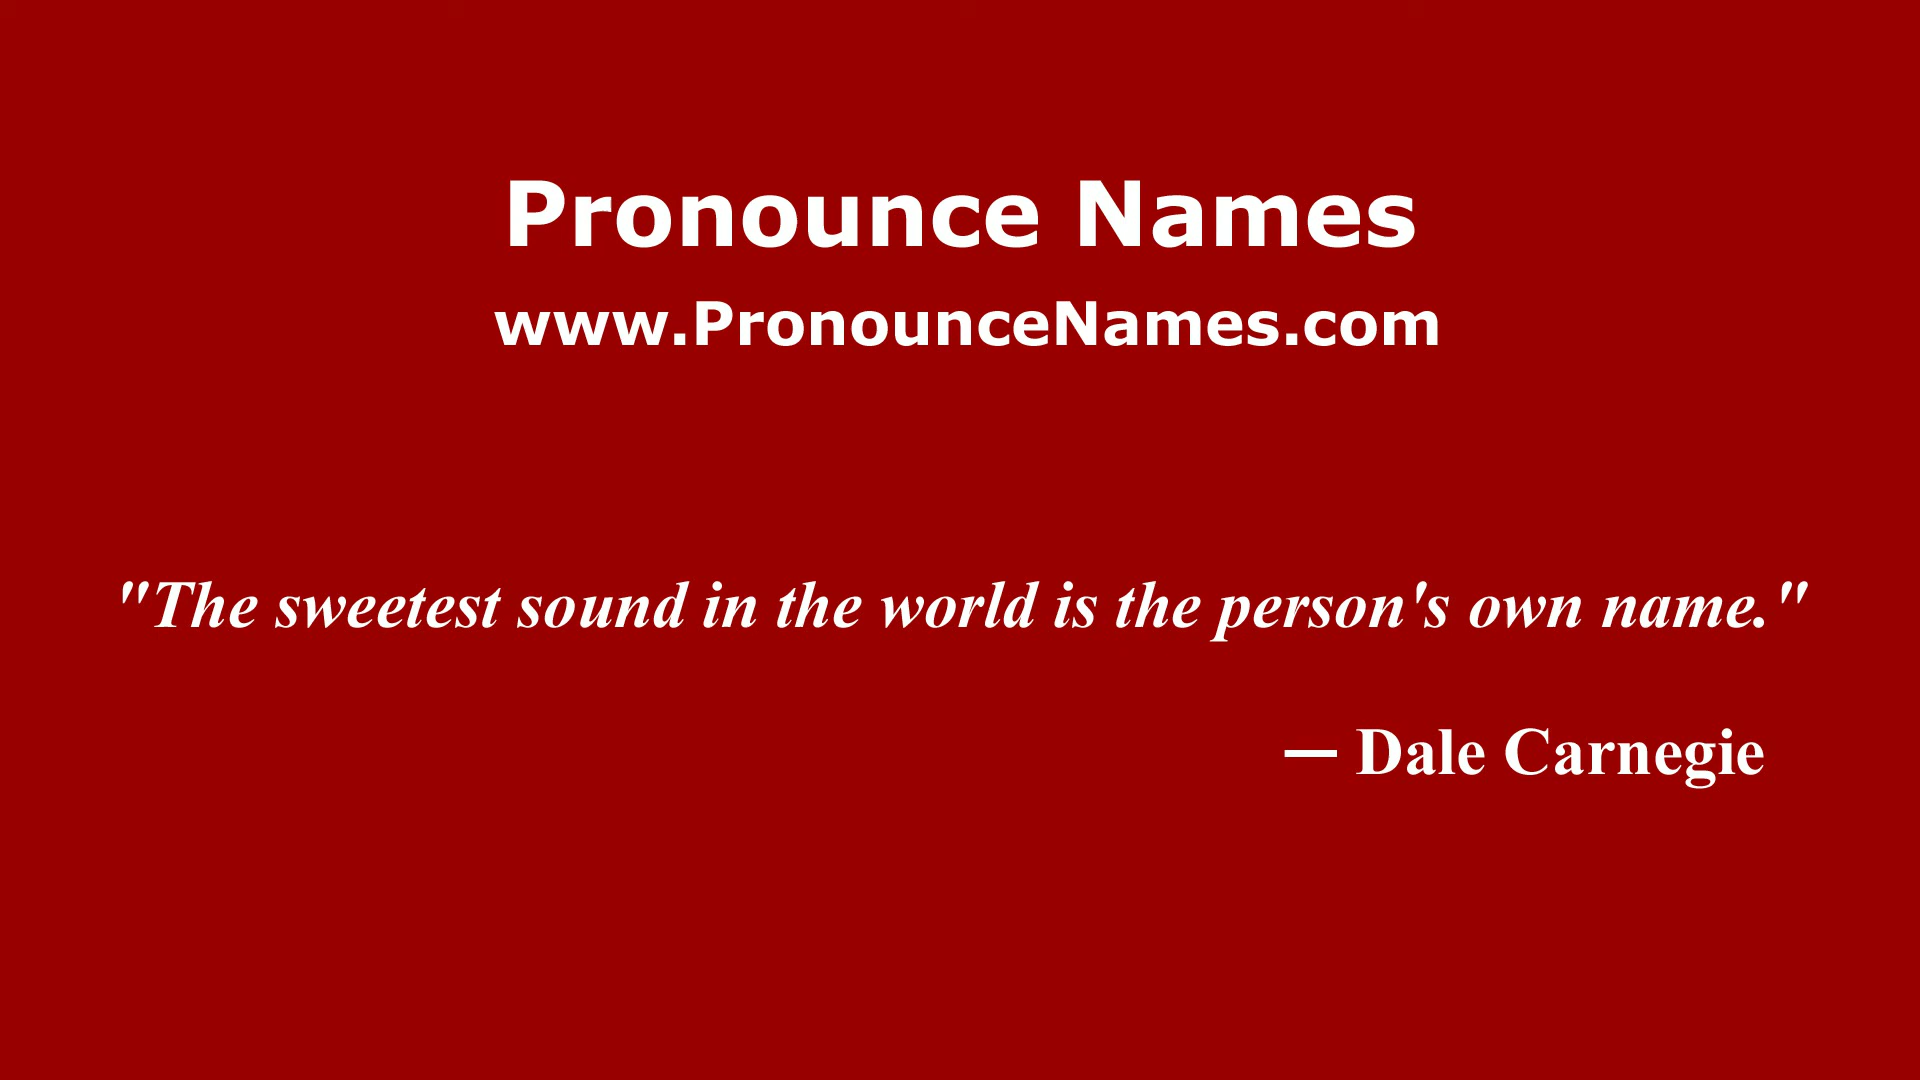 Pronounce Names
www.PronounceNames.com
"The sweetest sound in the world is the person's own name."
— Dale Carnegie